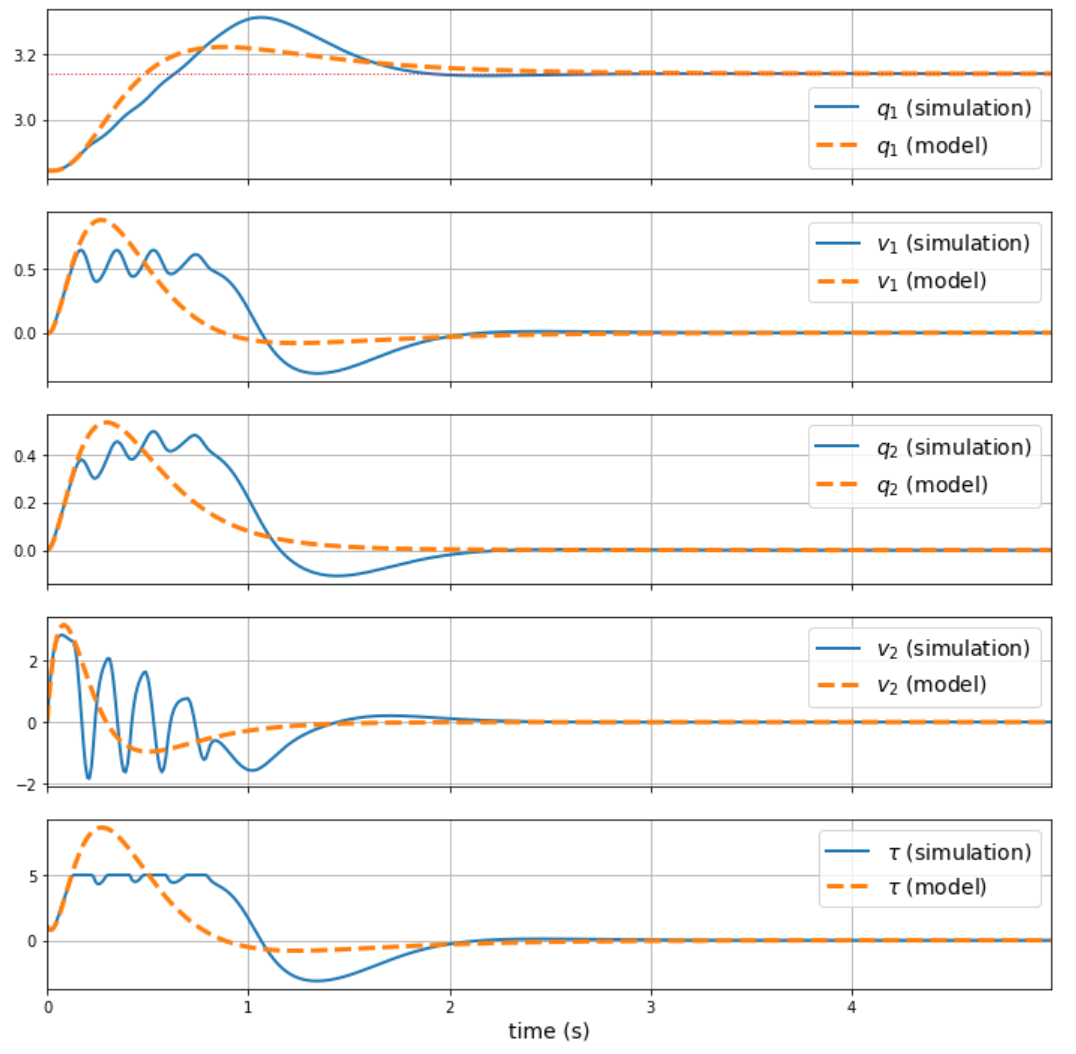 3.2
3.0
q₁ (simulation)
q₁ (model)
0.5
0.0
v₁ (simulation)
v₁ (model)
0.4
0.2
0.0
q₂ (simulation)
q₂ (model)
2
0
−2
v₂ (simulation)
v₂ (model)
5
0
τ (simulation)
τ (model)
0 1 2 3 4
time (s)